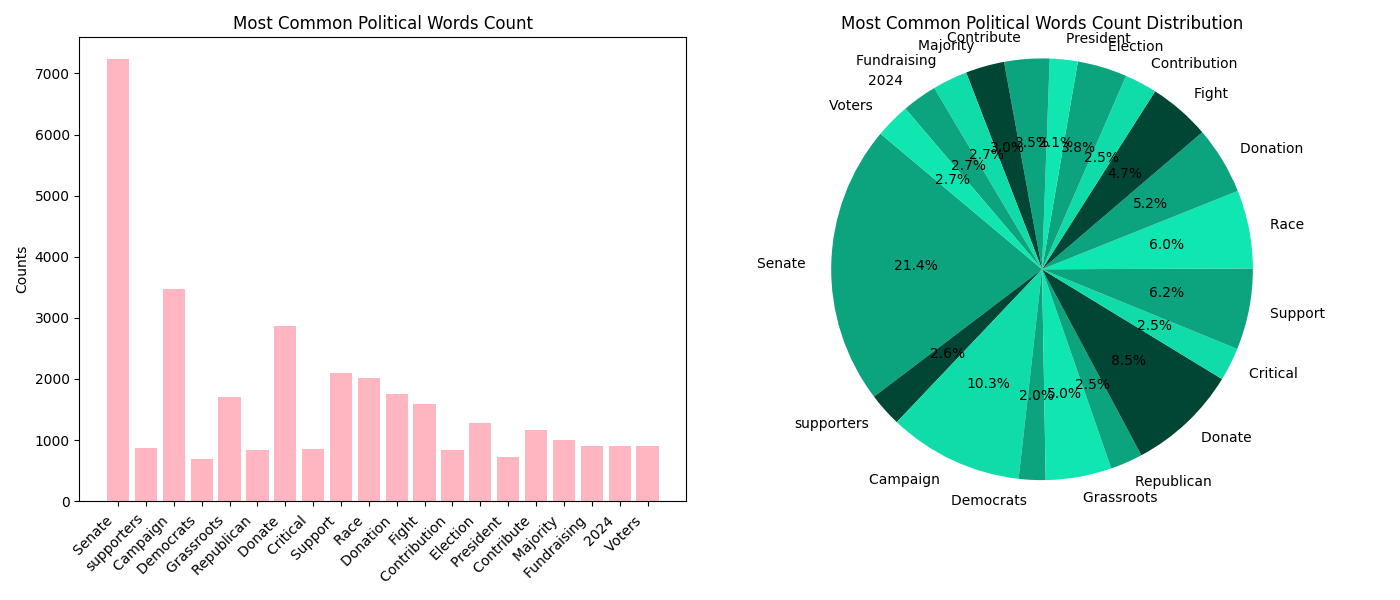 Most Common Political Words Count
Counts
7000
6000
5000
4000
3000
2000
1000
0
Senate
supporters
Campaign
Democrats
Grassroots
Republican
Donate
Critical
Support
Race
Donation
Fight
Contribution
Election
President
Contribute
Majority
Fundraising
2024
Voters
Most Common Political Words Count Distribution
Contribute
President
Majority
Election
Fundraising
Contribution
2024
Fight
Voters
Donation
Race
Senate
Support
Critical
supporters
Donate
Campaign
Republican
Democrats
Grassroots
3.5%
2.1%
3.8%
3.0%
2.7%
2.5%
2.7%
4.7%
2.7%
5.2%
6.0%
21.4%
6.2%
2.5%
2.6%
8.5%
10.3%
2.5%
2.0%
5.0%